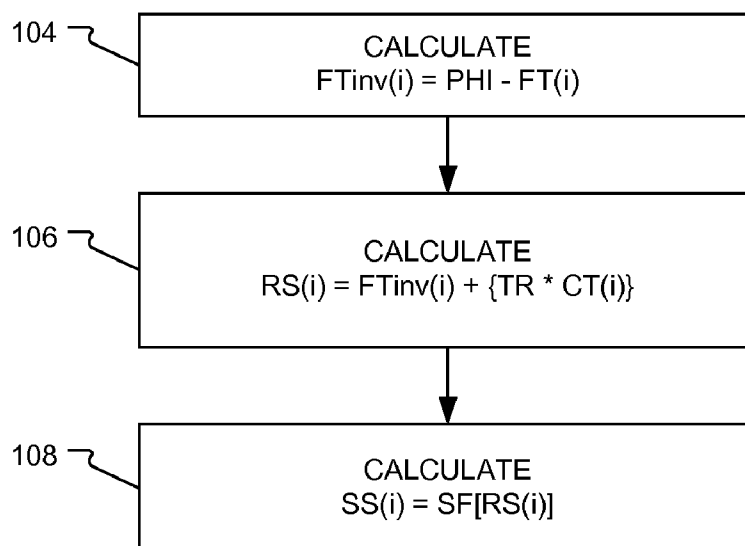 104
CALCULATE
FTinv(i) = PHI - FT(i)
106
CALCULATE
RS(i) = FTinv(i) + {TR * CT(i)}
108
CALCULATE
SS(i) = SF[RS(i)]